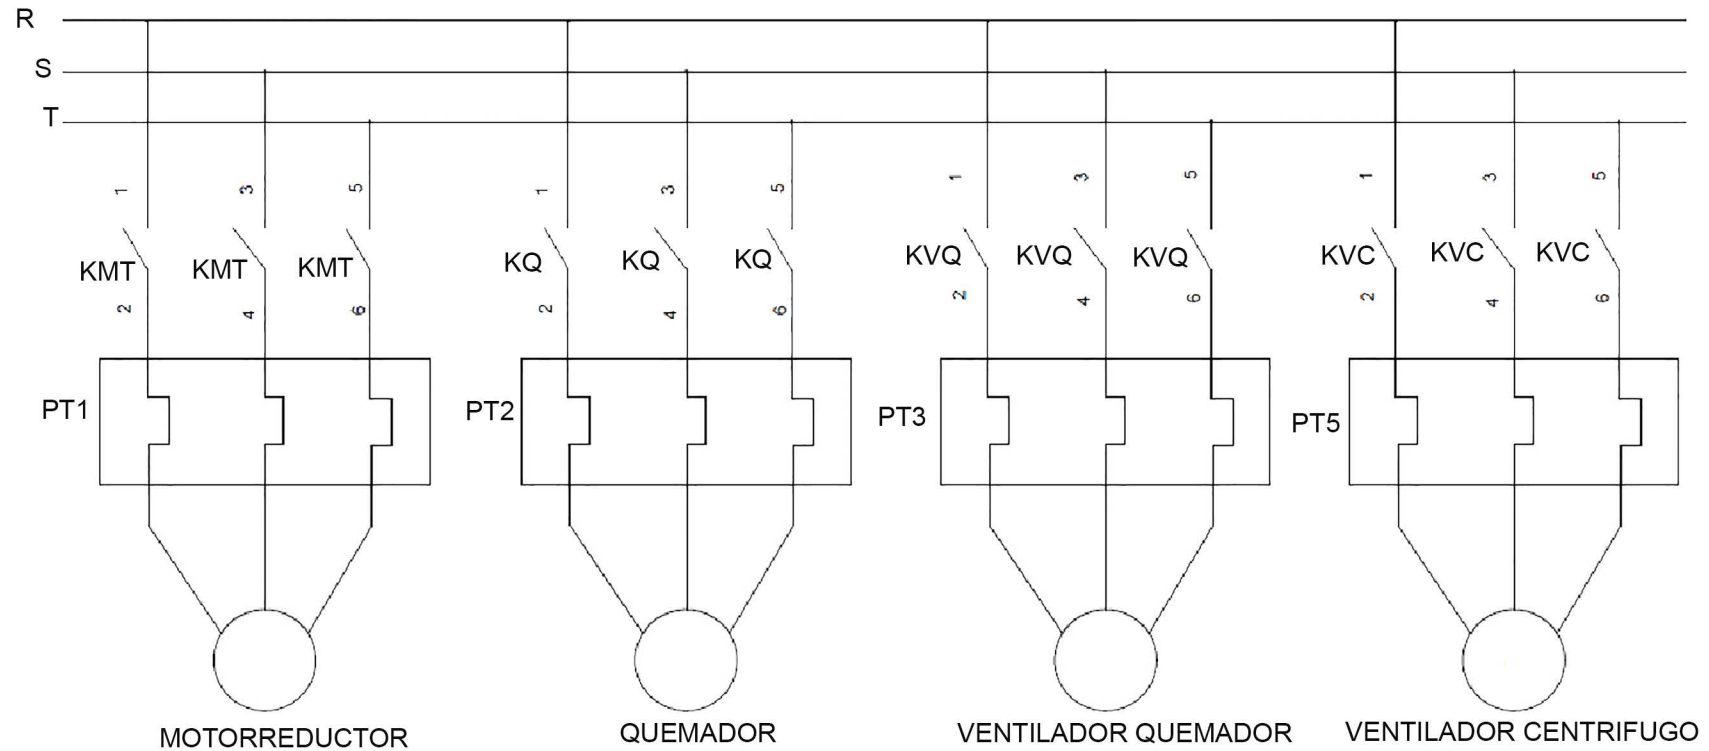 R
S
T
1 3 5 1 3 5 1 3 5 1 3 5
KMT KMT KMT KQ KQ KQ KVQ KVQ KVQ KVC KVC KVC
2 4 6 2 4 6 2 4 6 2 4 6
PT1 PT2 PT3 PT5
MOTORREDUCTOR QUEMADOR VENTILADOR QUEMADOR VENTILADOR CENTRIFUGO